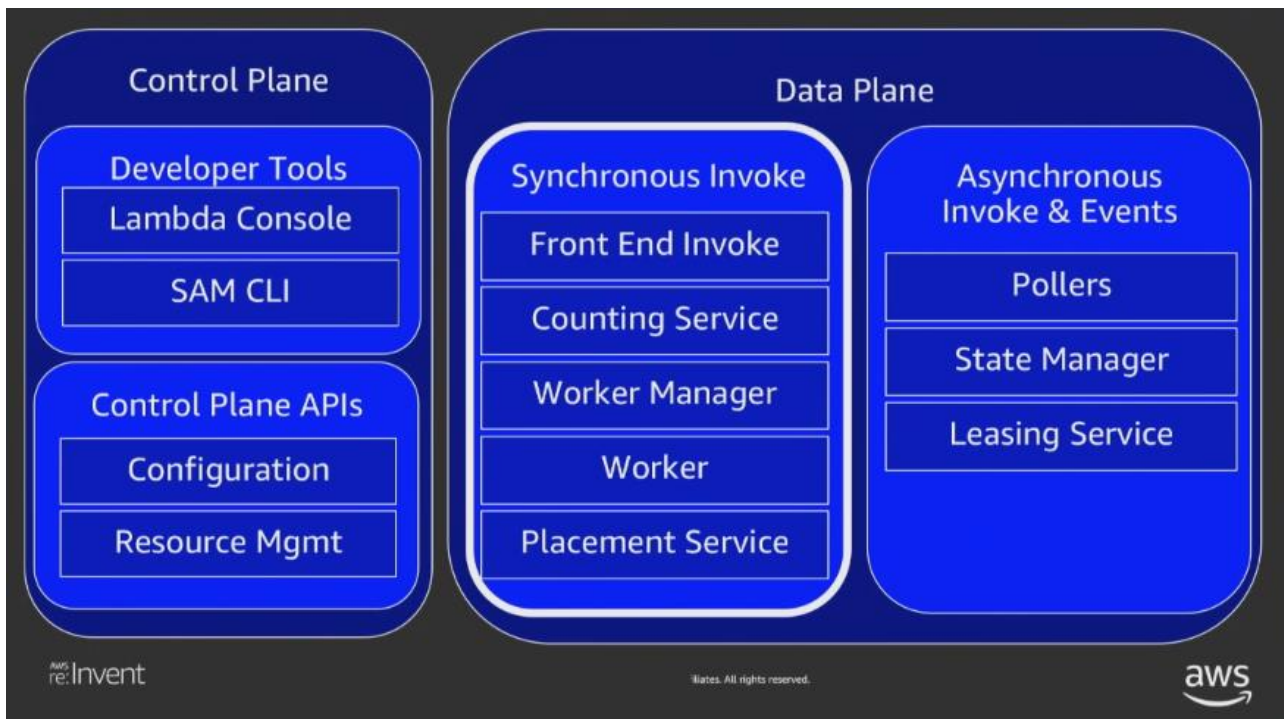 Control Plane
Developer Tools
Lambda Console
SAM CLI
Control Plane APIs
Configuration
Resource Mgmt
Data Plane
Synchronous Invoke
Front End Invoke
Counting Service
Worker Manager
Worker
Placement Service
Asynchronous
Invoke & Events
Pollers
State Manager
Leasing Service
AWS
re:Invent
iliates. All rights reserved.
aws